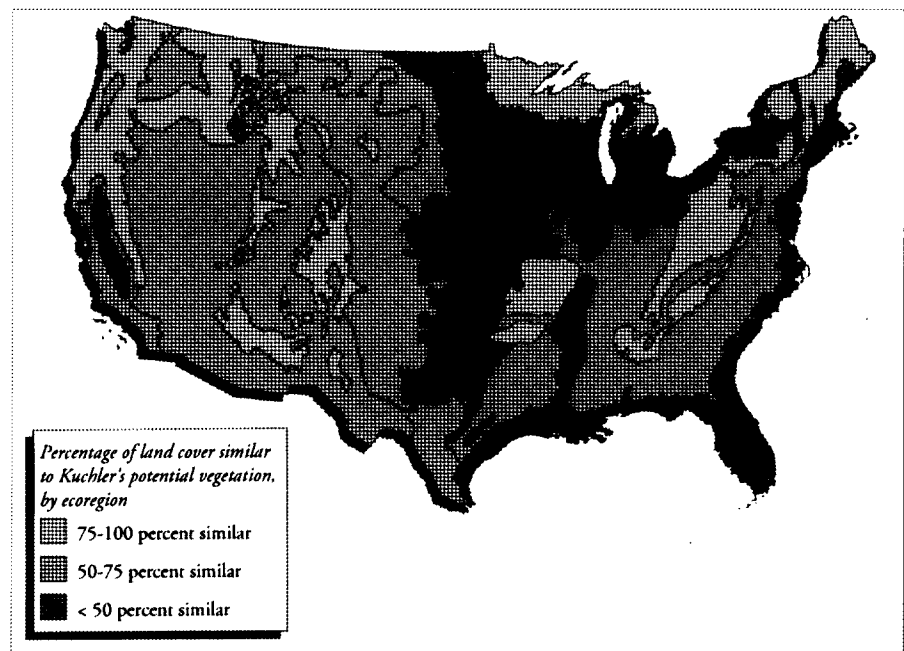 Percentage of land cover similar
to Kuchler's potential vegetation,
by ecoregion
75-100 percent similar
50-75 percent similar
< 50 percent similar